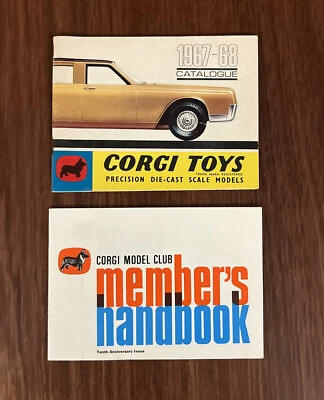 1967-68
CATALOGUE
CORGI TOYS
TRADE MARK REGISTERED
PRECISION DIE-CAST SCALE MODELS
CORGI MODEL CLUB
member's
handbook
Tenth Anniversary Issue